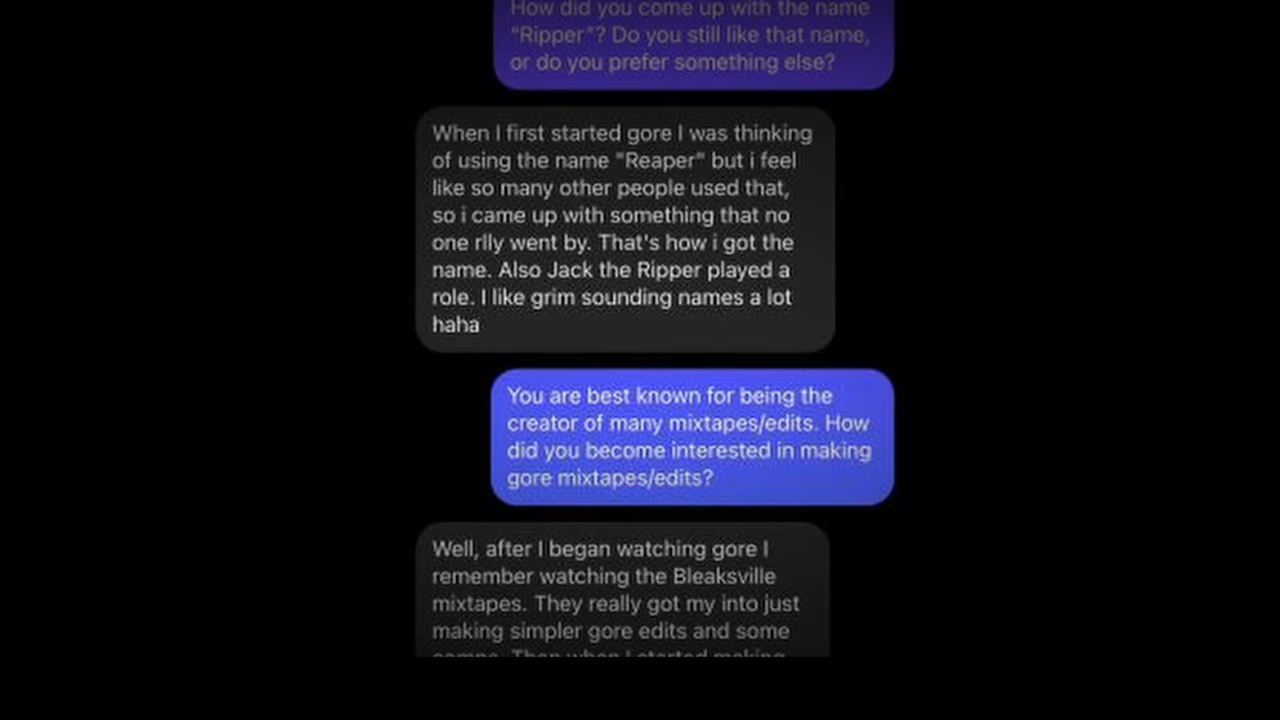 How did you come up with the name
"Ripper"? Do you still like that name,
or do you prefer something else?
When I first started gore I was thinking
of using the name "Reaper" but i feel
like so many other people used that,
so i came up with something that no
one rlly went by. That's how i got the
name. Also Jack the Ripper played a
role. I like grim sounding names a lot
haha
You are best known for being the
creator of many mixtapes/edits. How
did you become interested in making
gore mixtapes/edits?
Well, after I began watching gore I
remember watching the Bleaksville
mixtapes. They really got my into just
making simpler gore edits and some
comps. Then when I started making